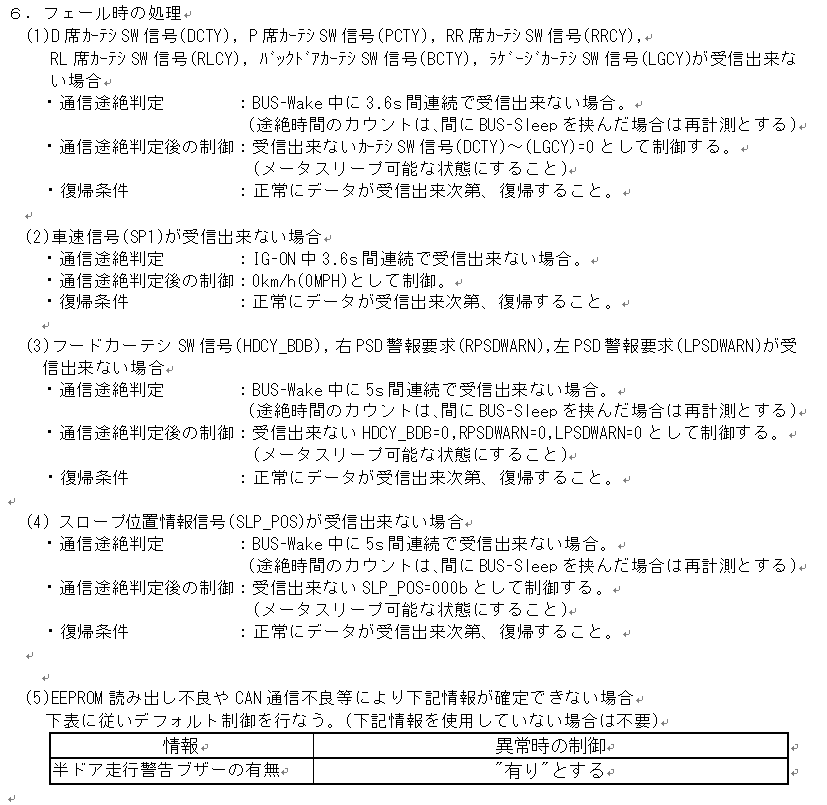 ６．フェール時の処理
(1)D席ｶｰﾃｼSW信号(DCTY)，P席ｶｰﾃｼSW信号(PCTY)，RR席ｶｰﾃｼSW信号(RRCY)，
RL席ｶｰﾃｼSW信号(RLCY)，ﾊﾞｯｸﾄﾞｱｶｰﾃｼSW信号(BCTY)，ﾗｹﾞｰｼﾞｶｰﾃｼSW信号(LGCY)が受信出来な
い場合
・通信途絶判定　　　　：BUS-Wake中に3.6s間連続で受信出来ない場合。
(途絶時間のカウントは、間にBUS-Sleepを挟んだ場合は再計測とする)
・通信途絶判定後の制御：受信出来ないｶｰﾃｼSW信号(DCTY)～(LGCY)=0として制御する。
(メータスリープ可能な状態にすること)
・復帰条件　　　　　　：正常にデータが受信出来次第、復帰すること。
(2)車速信号(SP1)が受信出来ない場合
・通信途絶判定　　　　：IG-ON中3.6s間連続で受信出来ない場合。
・通信途絶判定後の制御：0km/h(0MPH)として制御。
・復帰条件　　　　　　：正常にデータが受信出来次第、復帰すること。
(3)フードカーテシSW信号(HDCY_BDB)，右PSD警報要求(RPSDWARN),左PSD警報要求(LPSDWARN)が受
信出来ない場合
・通信途絶判定　　　　：BUS-Wake中に5s間連続で受信出来ない場合。
(途絶時間のカウントは、間にBUS-Sleepを挟んだ場合は再計測とする)
・通信途絶判定後の制御：受信出来ないHDCY_BDB=0,RPSDWARN=0,LPSDWARN=0として制御する。
(メータスリープ可能な状態にすること)
・復帰条件　　　　　　：正常にデータが受信出来次第、復帰すること。
(4) スロープ位置情報信号(SLP_POS)が受信出来ない場合
・通信途絶判定　　　　：BUS-Wake中に5s間連続で受信出来ない場合。
(途絶時間のカウントは、間にBUS-Sleepを挟んだ場合は再計測とする)
・通信途絶判定後の制御：受信出来ないSLP_POS=000bとして制御する。
(メータスリープ可能な状態にすること)
・復帰条件　　　　　　：正常にデータが受信出来次第、復帰すること。
(5)EEPROM読み出し不良やCAN通信不良等により下記情報が確定できない場合
下表に従いデフォルト制御を行なう。(下記情報を使用していない場合は不要)
情報　異常時の制御
半ドア走行警告ブザーの有無　"有り"とする